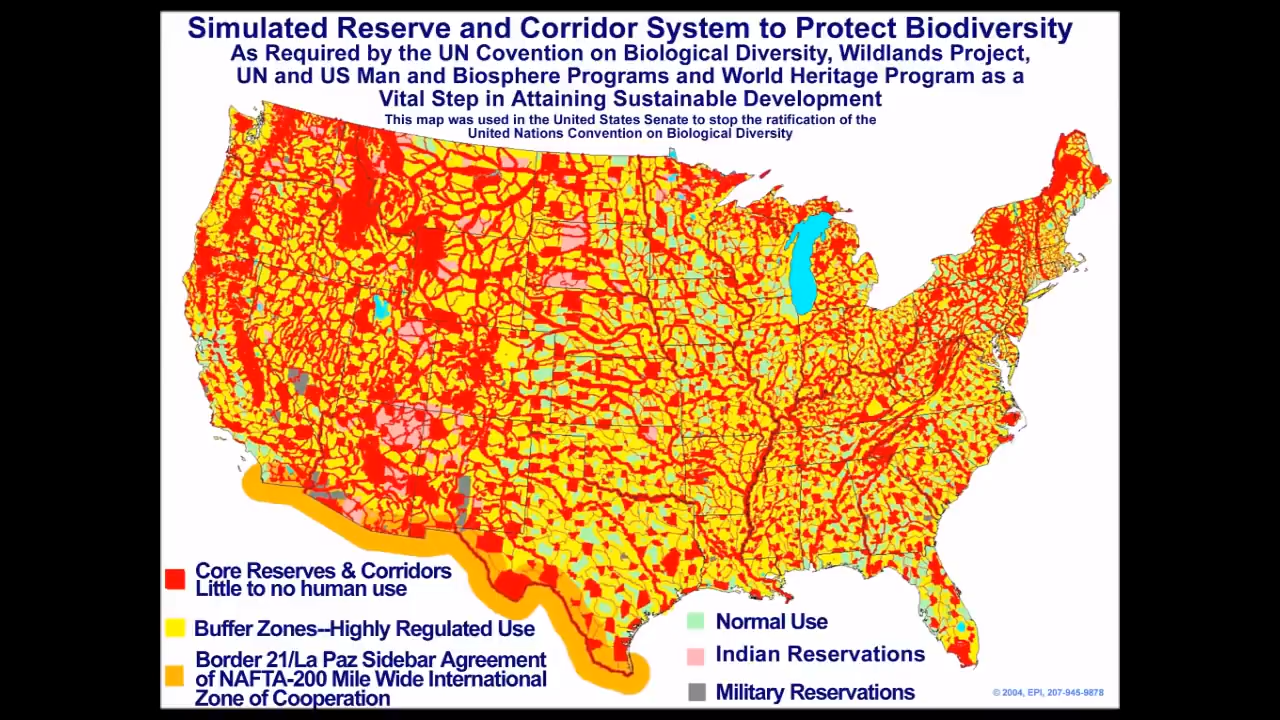 Simulated Reserve and Corridor System to Protect Biodiversity
As Required by the UN Covention on Biological Diversity, Wildlands Project,
UN and US Man and Biosphere Programs and World Heritage Program as a
Vital Step in Attaining Sustainable Development
This map was used in the United States Senate to stop the ratification of the
United Nations Convention on Biological Diversity
Core Reserves & Corridors
Little to no human use
Buffer Zones--Highly Regulated Use
Border 21/La Paz Sidebar Agreement
of NAFTA-200 Mile Wide International
Zone of Cooperation
Normal Use
Indian Reservations
Military Reservations
© 2004, EPI, 207-945-9878